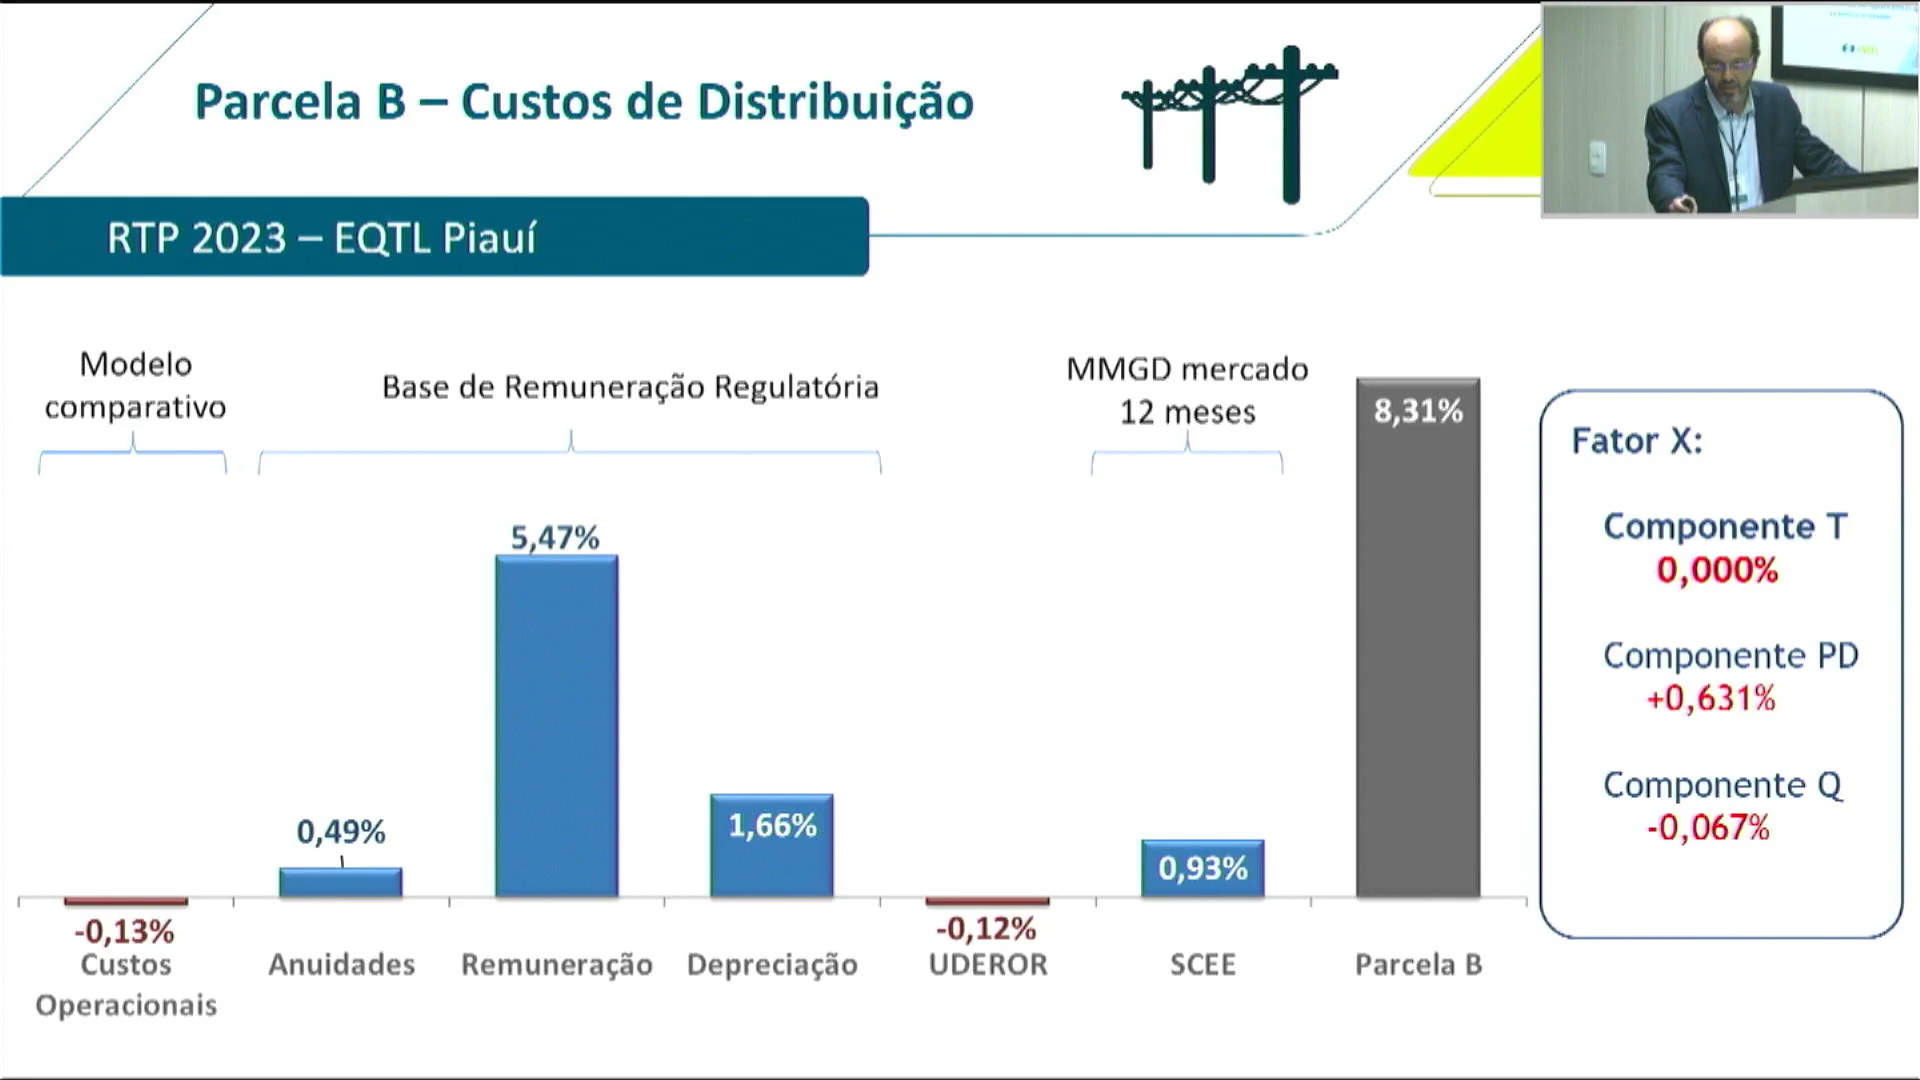 Parcela B – Custos de Distribuição
RTP 2023 – EQTL Piauí
Modelo
comparativo
Base de Remuneração Regulatória
MMGD mercado
12 meses
8,31%
5,47%
0,49%
1,66%
0,93%
-0,13%
-0,12%
Custos
Operacionais
Anuidades
Remuneração
Depreciação
UDEROR
SCEE
Parcela B
Fator X:
Componente T
0,000%
Componente PD
+0,631%
Componente Q
-0,067%